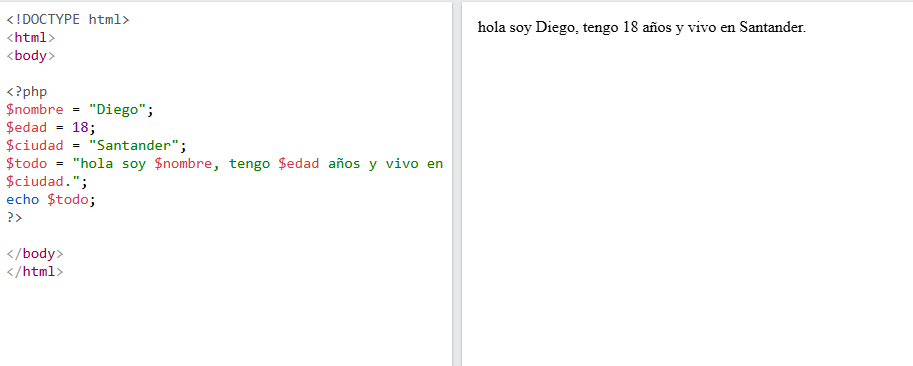 <!DOCTYPE html>
<html>
<body>
<?php
$nombre = "Diego";
$edad = 18;
$ciudad = "Santander";
$todo = "hola soy $nombre, tengo $edad años y vivo en
$ciudad.";
echo $todo;
?>
</body>
</html>
hola soy Diego, tengo 18 años y vivo en Santander.